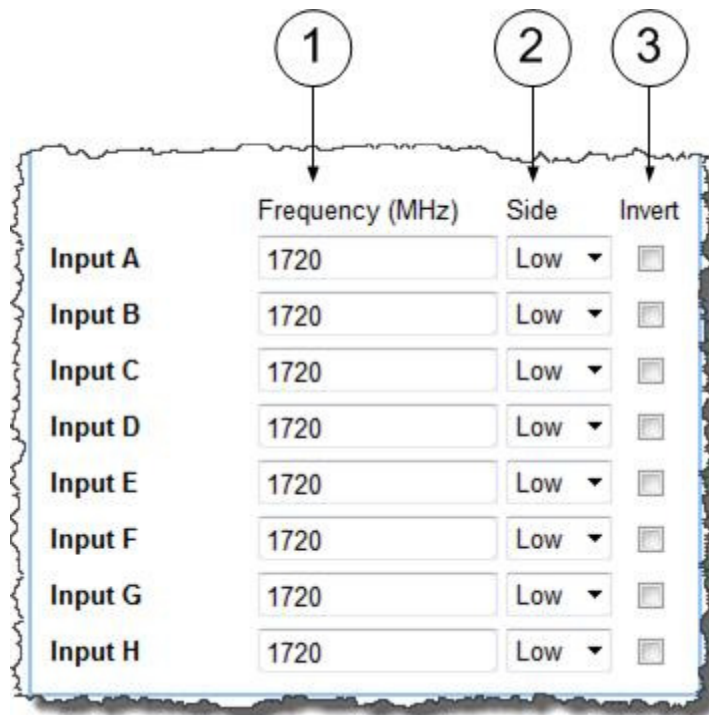 1 2 3
Frequency (MHz) Side Invert
Input A 1720 Low
Input B 1720 Low
Input C 1720 Low
Input D 1720 Low
Input E 1720 Low
Input F 1720 Low
Input G 1720 Low
Input H 1720 Low